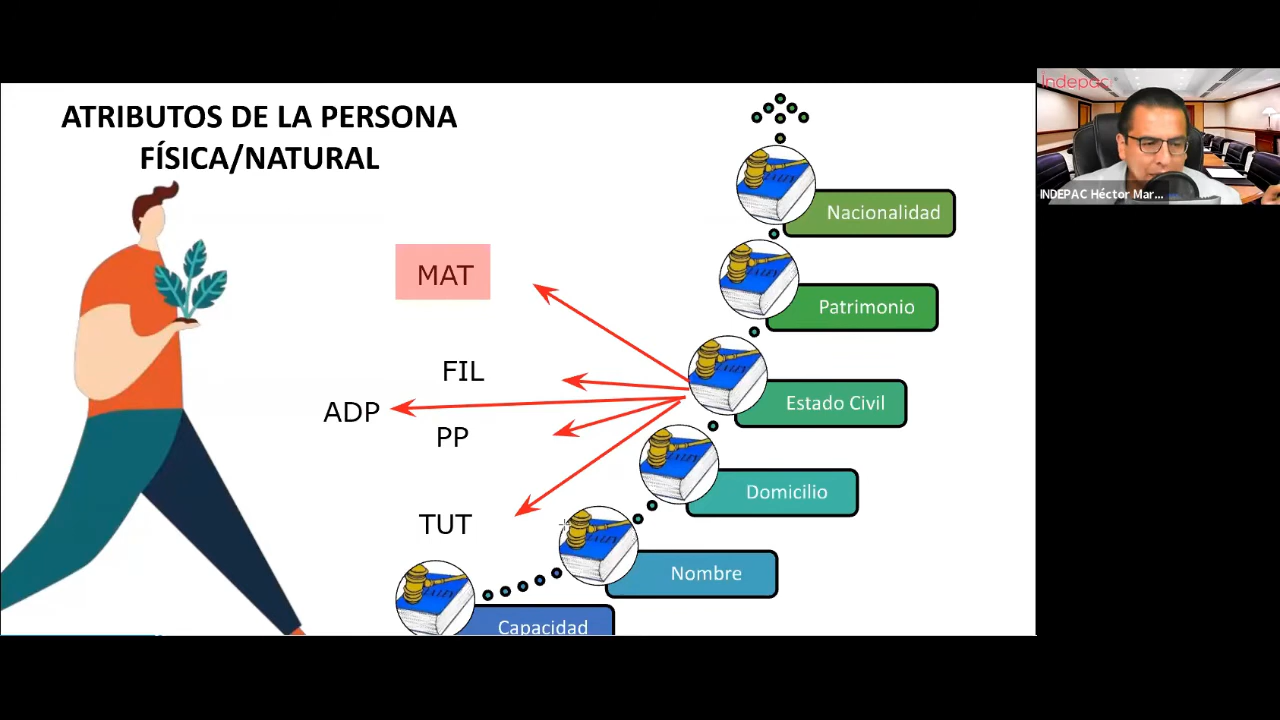 ATRIBUTOS DE LA PERSONA
FÍSICA/NATURAL
MAT
FIL
ADP
PP
TUT
Nacionalidad
Patrimonio
Estado Civil
Domicilio
Nombre
Capacidad
Indepac
INDEPAC Héctor Mar...